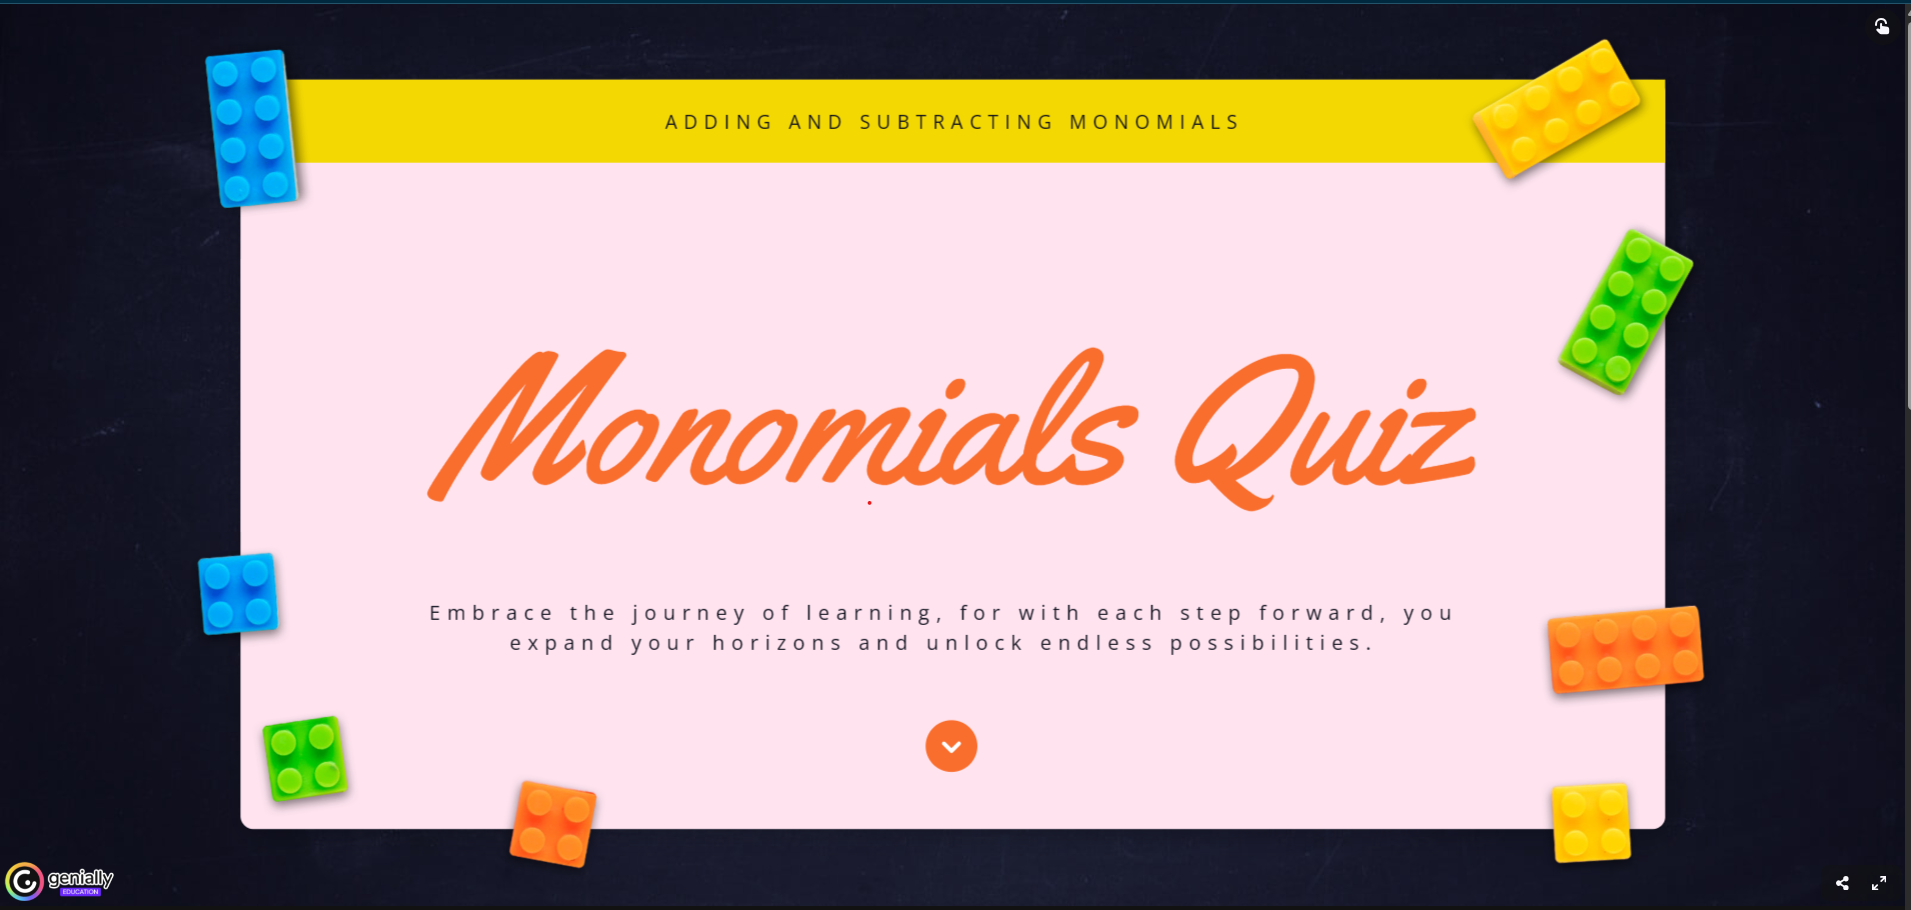 ADDING AND SUBTRACTING MONOMIALS
Monomials Quiz
Embrace the journey of learning, for with each step forward, you
expand your horizons and unlock endless possibilities.
genially
EDUCATION